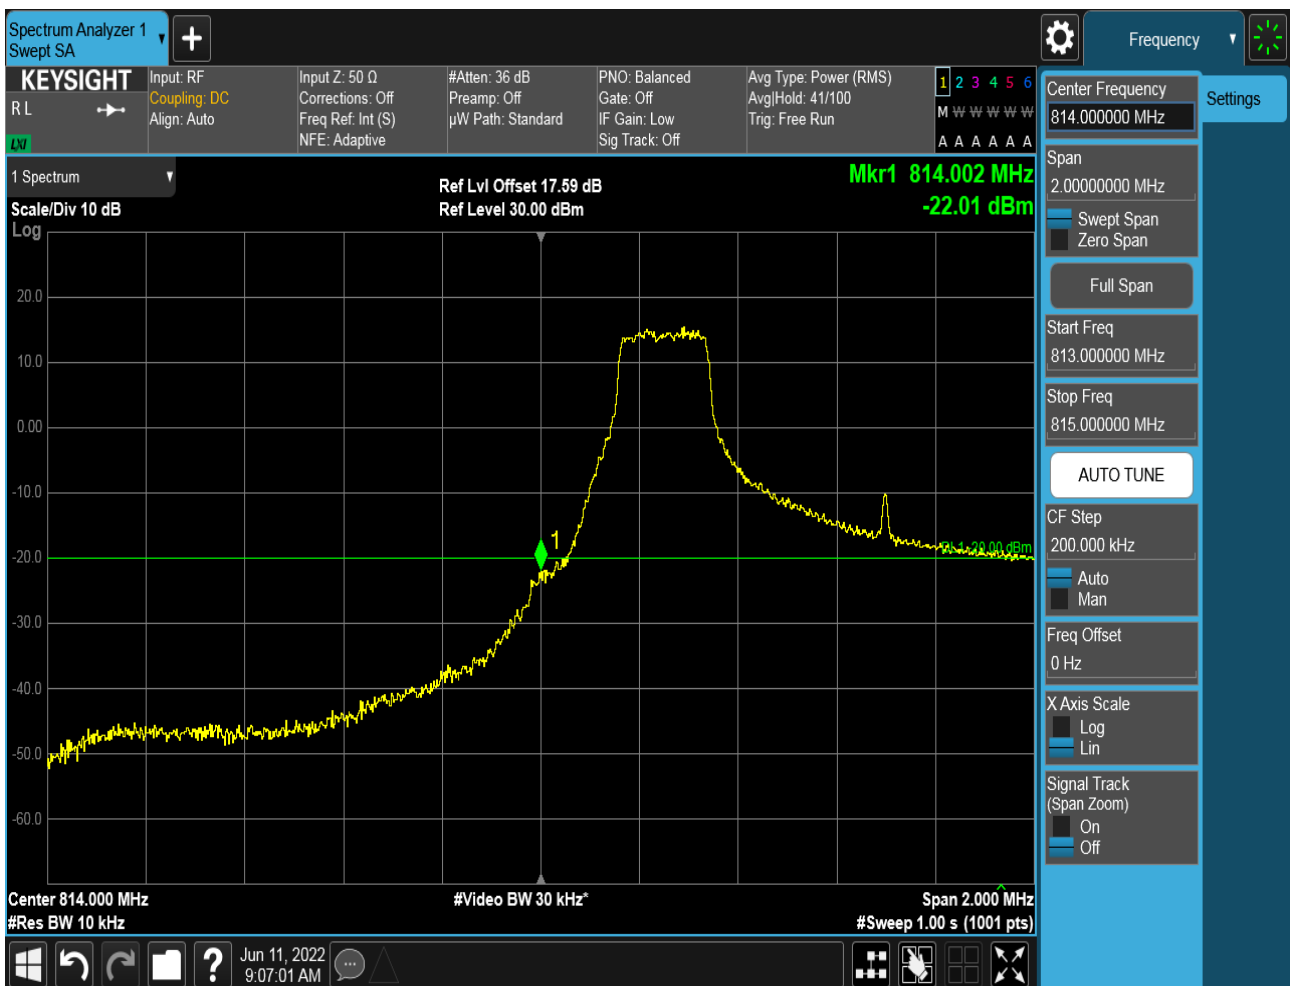 Spectrum Analyzer 1
Swept SA
Frequency
KEYSIGHT
R L
LXI
Input: RF
Coupling: DC
Align: Auto
Input Z: 50 Ω
Corrections: Off
Freq Ref: Int (S)
NFE: Adaptive
#Atten: 36 dB
Preamp: Off
µW Path: Standard
PNO: Balanced
Gate: Off
IF Gain: Low
Sig Track: Off
Avg Type: Power (RMS)
Avg|Hold: 41/100
Trig: Free Run
1 2 3 4 5 6
M W W W W W
A A A A A A
1 Spectrum
Scale/Div 10 dB
Log
Ref Lvl Offset 17.59 dB
Ref Level 30.00 dBm
Mkr1 814.002 MHz
-22.01 dBm
20.0
10.0
0.00
-10.0
-20.0
-30.0
-40.0
-50.0
-60.0
1
DL1 -20.00 dBm
Center 814.000 MHz
#Res BW 10 kHz
#Video BW 30 kHz*
Span 2.000 MHz
#Sweep 1.00 s (1001 pts)
Jun 11, 2022
9:07:01 AM
Center Frequency
814.000000 MHz
Settings
Span
2.00000000 MHz
Swept Span
Zero Span
Full Span
Start Freq
813.000000 MHz
Stop Freq
815.000000 MHz
AUTO TUNE
CF Step
200.000 kHz
Auto
Man
Freq Offset
0 Hz
X Axis Scale
Log
Lin
Signal Track
(Span Zoom)
On
Off